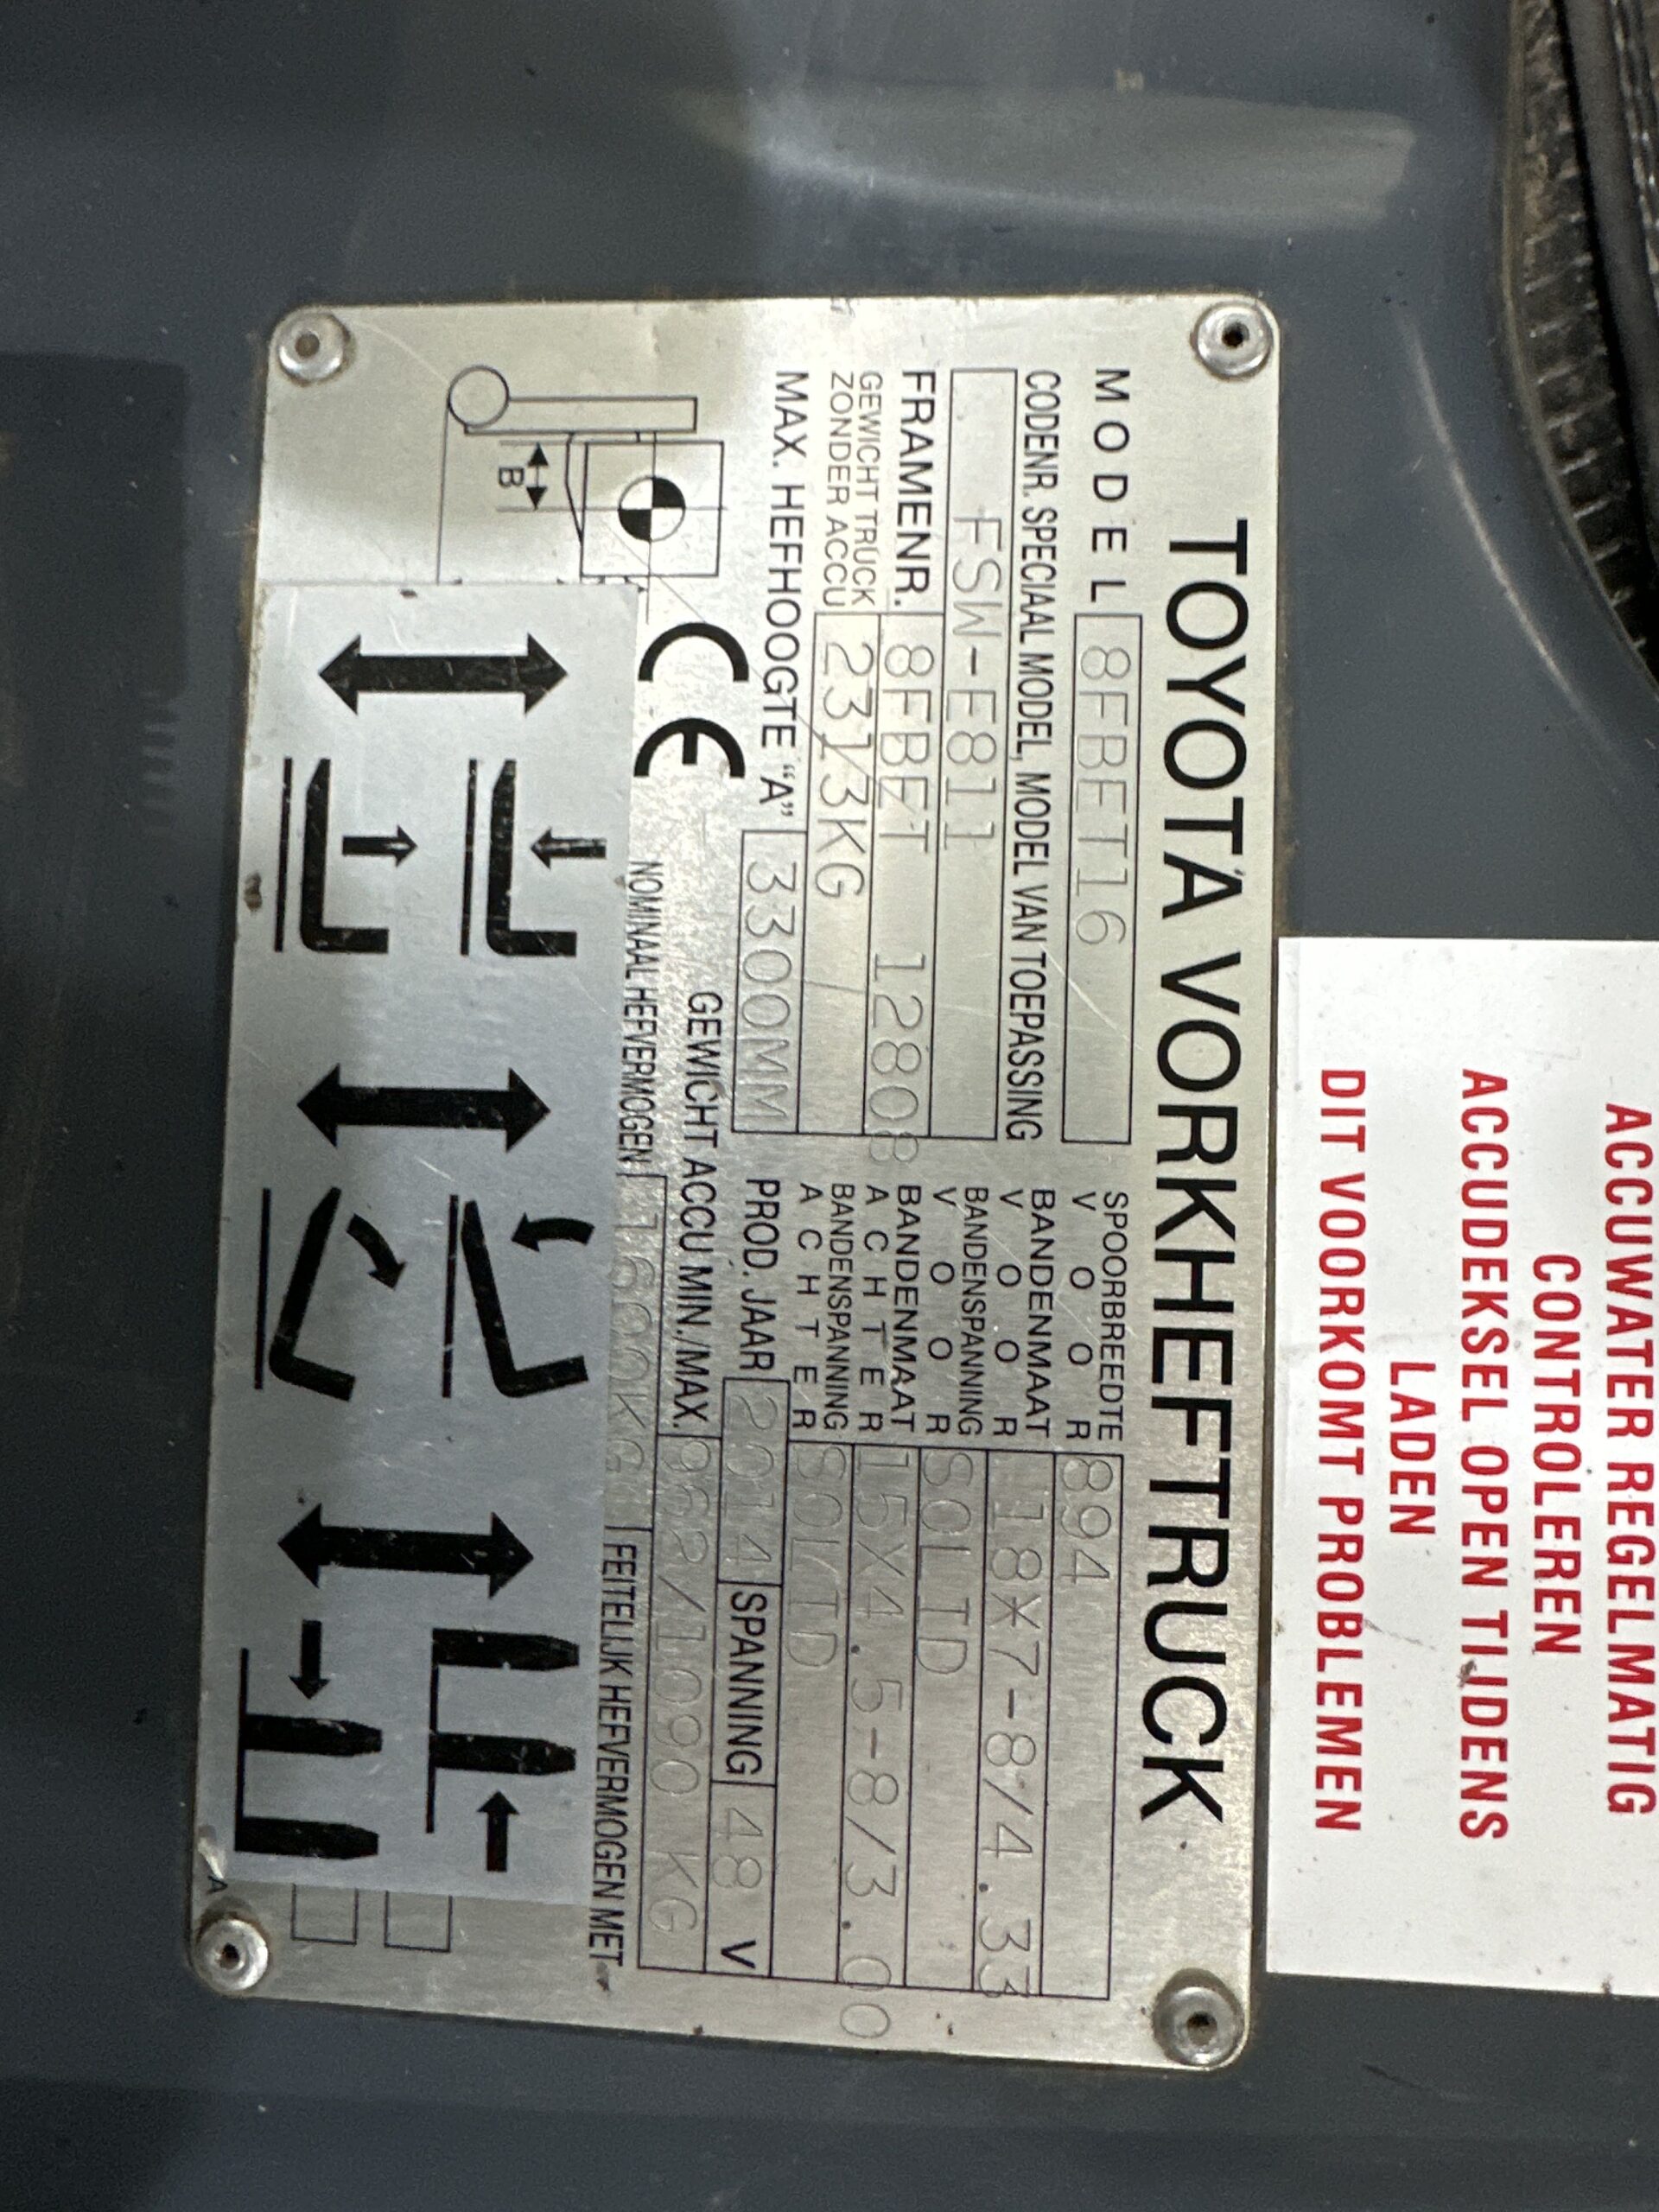 TOYOTA VORKHEFTRUCK
MODEL 8FBET16
CODENR. SPECIAAL MODEL, MODEL VAN TOEPASSING
FSW-E811
FRAMENR. 8FBET 12808
GEWICHT TRUCK
ZONDER ACCU 2313KG
MAX. HEFHOOGTE "A" 3300MM
SPOORBREEDTE
VOOR 894
BANDENMAAT
VOOR 18X7-8/4.33
BANDENSPANNING
VOOR SOLID
BANDENMAAT
ACHTER 15X4.5-8/3.00
BANDENSPANNING
ACHTER SOLID
PROD. JAAR 2014 SPANNING 48 V
GEWICHT ACCU MIN./MAX. 962/1090 KG
NOMINAAL HEFVERMOGEN 1600KG FEITELIJK HEFVERMOGEN MET
CE
B
A
ACCUWATER REGELMATIG
CONTROLEREN
ACCUDEKSEL OPEN TIJDENS
LADEN
DIT VOORKOMT PROBLEMEN